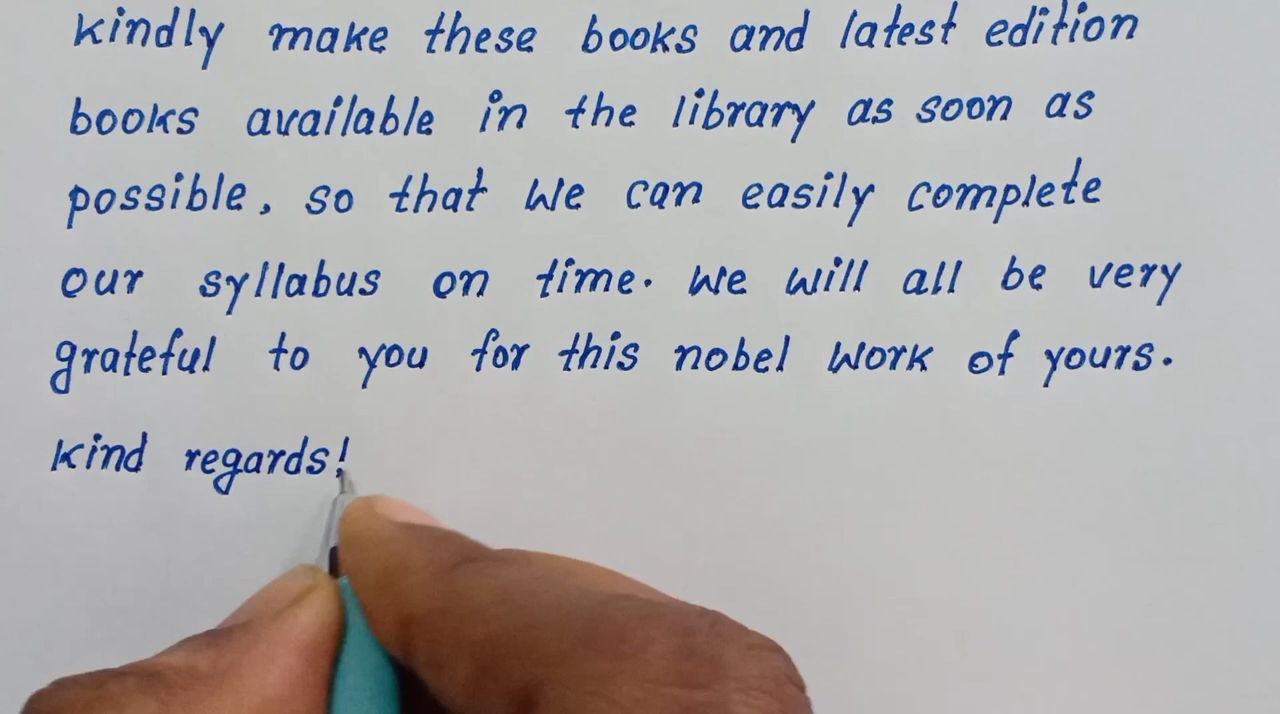 kindly make these books and latest edition
books available in the library as soon as
possible, so that we can easily complete
our syllabus on time. we will all be very
grateful to you for this nobel work of yours.
kind regards!